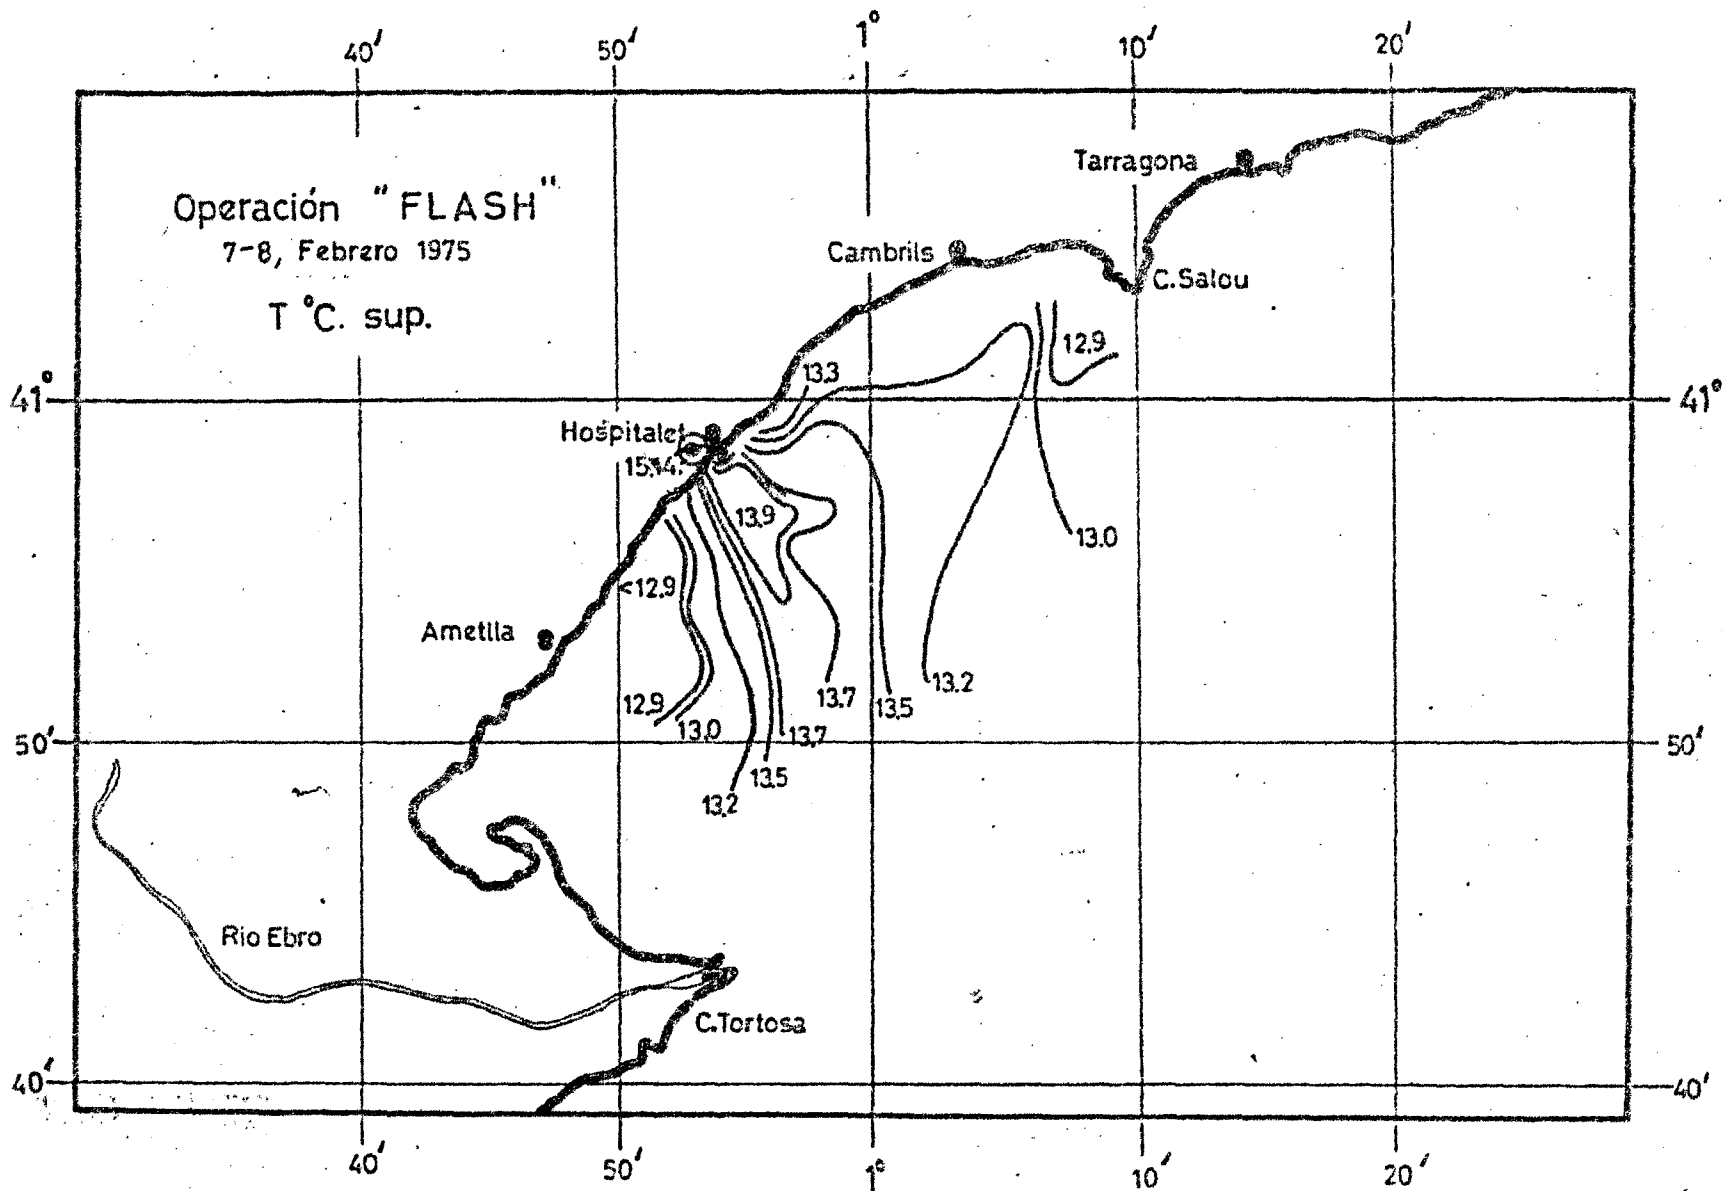 40′ 50′ 1° 10′ 20′
Tarragona
Operación "FLASH"
7-8, Febrero 1975
Cambrils
C.Salou
T °C. sup.
12.9
13.3
41° 41°
Hospitalet
13.9
13.0
<12.9
Ametlla
13.2
13.7
12.9
13.5
13.0
13.7
50′ 50′
13.5
13.2
Rio Ebro
C.Tortosa
40′ 40′
40′ 50′ 1° 10′ 20′